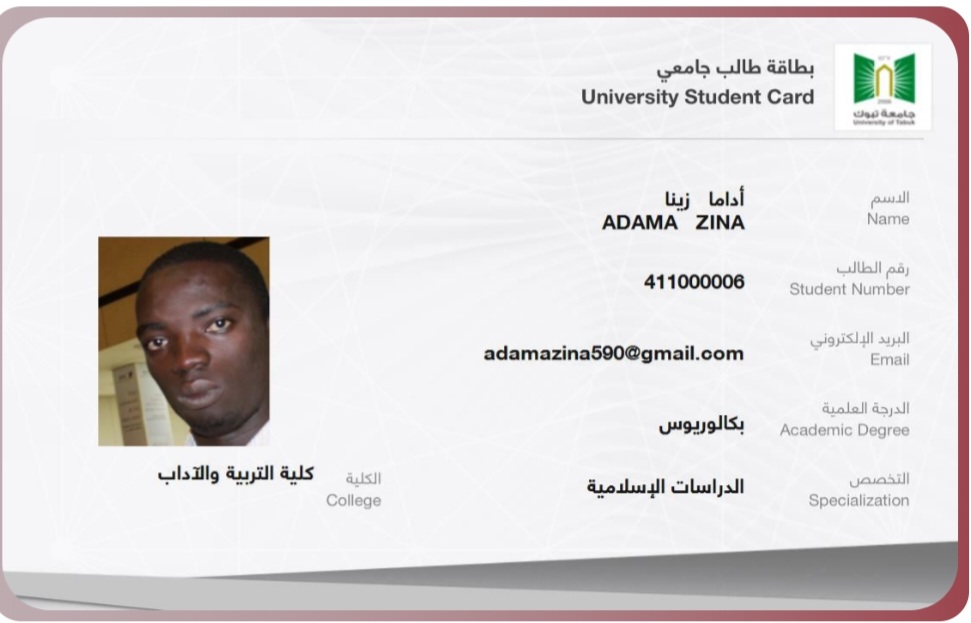 بطاقة طالب جامعي
University Student Card
جامعة تبوك
University of Tabuk
الاسم
Name
أداما زينا
ADAMA ZINA
رقم الطالب
Student Number
411000006
البريد الإلكتروني
Email
adamazina590@gmail.com
الدرجة العلمية
Academic Degree
بكالوريوس
التخصص
Specialization
الدراسات الإسلامية
الكلية
College
كلية التربية والآداب